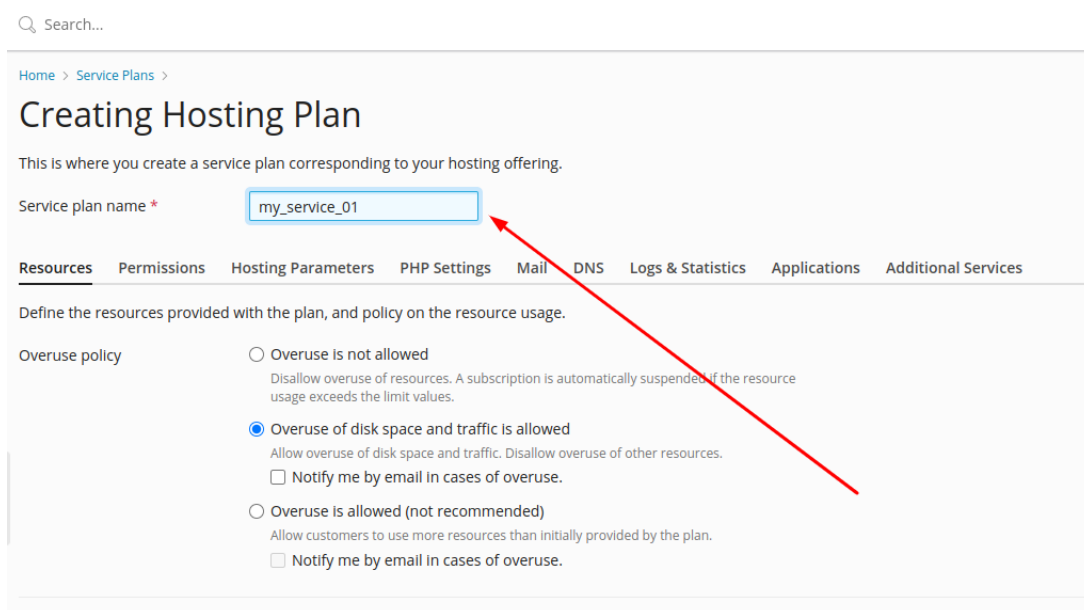 Search...
Home > Service Plans >
Creating Hosting Plan
This is where you create a service plan corresponding to your hosting offering.
Service plan name * my_service_01
Resources Permissions Hosting Parameters PHP Settings Mail DNS Logs & Statistics Applications Additional Services
Define the resources provided with the plan, and policy on the resource usage.
Overuse policy Overuse is not allowed
Disallow overuse of resources. A subscription is automatically suspended if the resource
usage exceeds the limit values.
Overuse of disk space and traffic is allowed
Allow overuse of disk space and traffic. Disallow overuse of other resources.
Notify me by email in cases of overuse.
Overuse is allowed (not recommended)
Allow customers to use more resources than initially provided by the plan.
Notify me by email in cases of overuse.